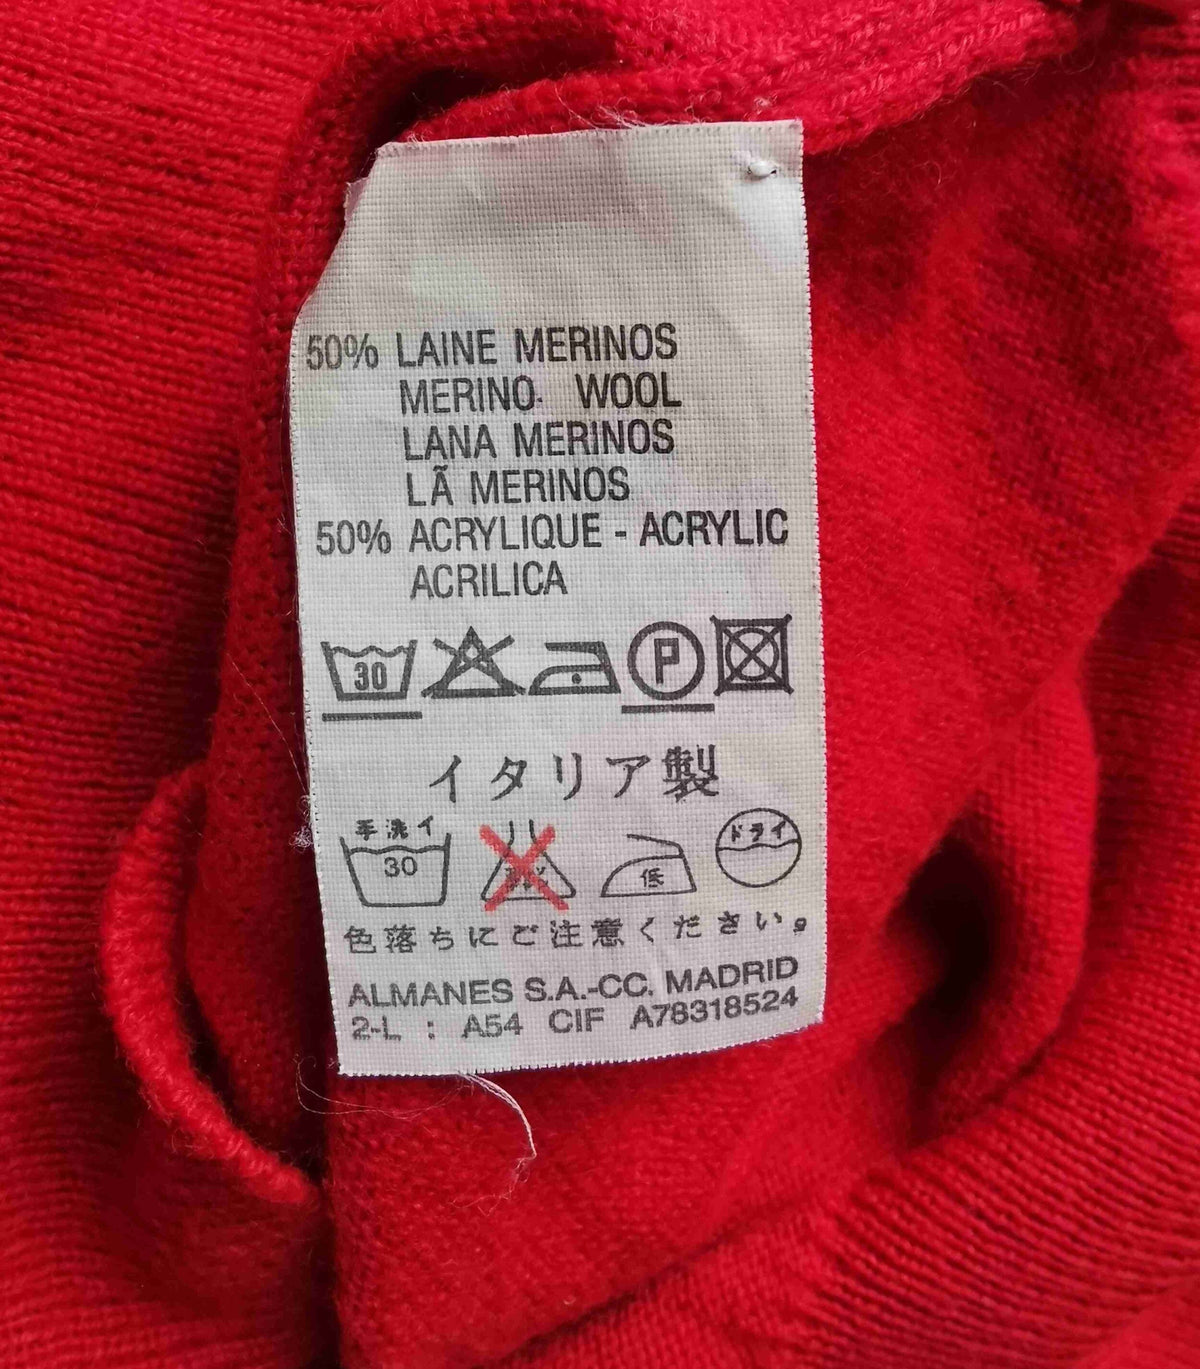 50% LAINE MERINOS
MERINO WOOL
LANA MERINOS
LÃ MERINOS
50% ACRYLIQUE - ACRYLIC
ACRILICA
30 P
イタリア製
手洗イ
30 低 ドライ
色落ちにご注意ください。
ALMANES S.A.-CC. MADRID
2-L : A54 CIF A78318524